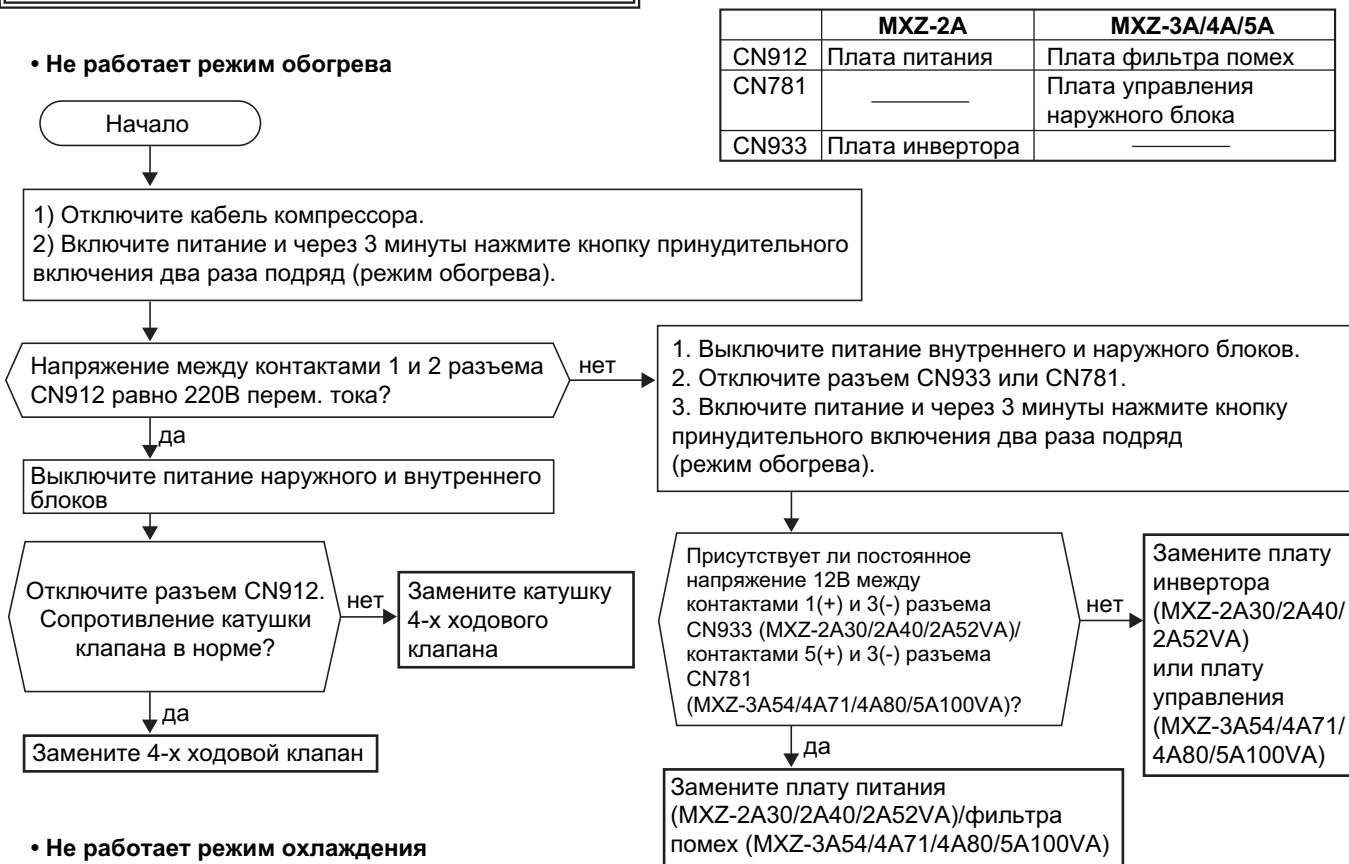 MXZ-2A MXZ-3A/4A/5A
CN912 Плата питания Плата фильтра помех
CN781 Плата управления
наружного блока
CN933 Плата инвертора
• Не работает режим обогрева
Начало
1) Отключите кабель компрессора.
2) Включите питание и через 3 минуты нажмите кнопку принудительного
включения два раза подряд (режим обогрева).
Напряжение между контактами 1 и 2 разъема
CN912 равно 220В перем. тока?
нет
1. Выключите питание внутреннего и наружного блоков.
2. Отключите разъем CN933 или CN781.
3. Включите питание и через 3 минуты нажмите кнопку
принудительного включения два раза подряд
(режим обогрева).
да
Выключите питание наружного и внутреннего
блоков
Отключите разъем CN912.
Сопротивление катушки
клапана в норме?
нет
Замените катушку
4-х ходового
клапана
да
Замените 4-х ходовой клапан
Присутствует ли постоянное
напряжение 12В между
контактами 1(+) и 3(-) разъема
CN933 (MXZ-2A30/2A40/2A52VA)/
контактами 5(+) и 3(-) разъема
CN781
(MXZ-3A54/4A71/4A80/5A100VA)?
нет
Замените плату
инвертора
(MXZ-2A30/2A40/
2A52VA)
или плату
управления
(MXZ-3A54/4A71/
4A80/5A100VA)
да
Замените плату питания
(MXZ-2A30/2A40/2A52VA)/фильтра
помех (MXZ-3A54/4A71/4A80/5A100VA)
• Не работает режим охлаждения